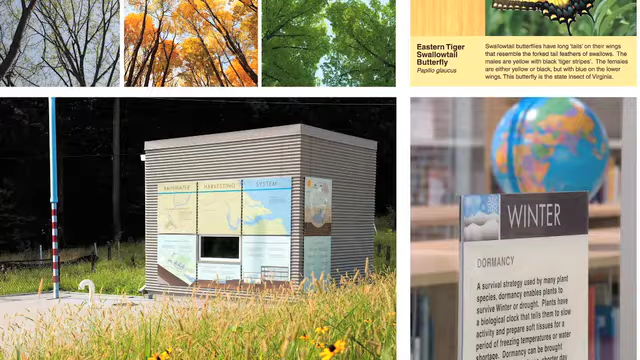 Eastern Tiger
Swallowtail
Butterfly
Papilio glaucus
Swallowtail butterflies have long 'tails' on their wings
that resemble the forked tail feathers of swallows. The
males are yellow with black 'tiger stripes'. The females
are either yellow or black, but with blue on the lower
wings. This butterfly is the state insect of Virginia.
RAINWATER HARVESTING SYSTEM
WINTER
DORMANCY
A survival strategy used by many plant
species, dormancy enables plants to
survive Winter or drought. Plants have
a biological clock that tells them to slow
activity and prepare soft tissues for a
period of freezing temperatures or water
shortage. Dormancy can be brought